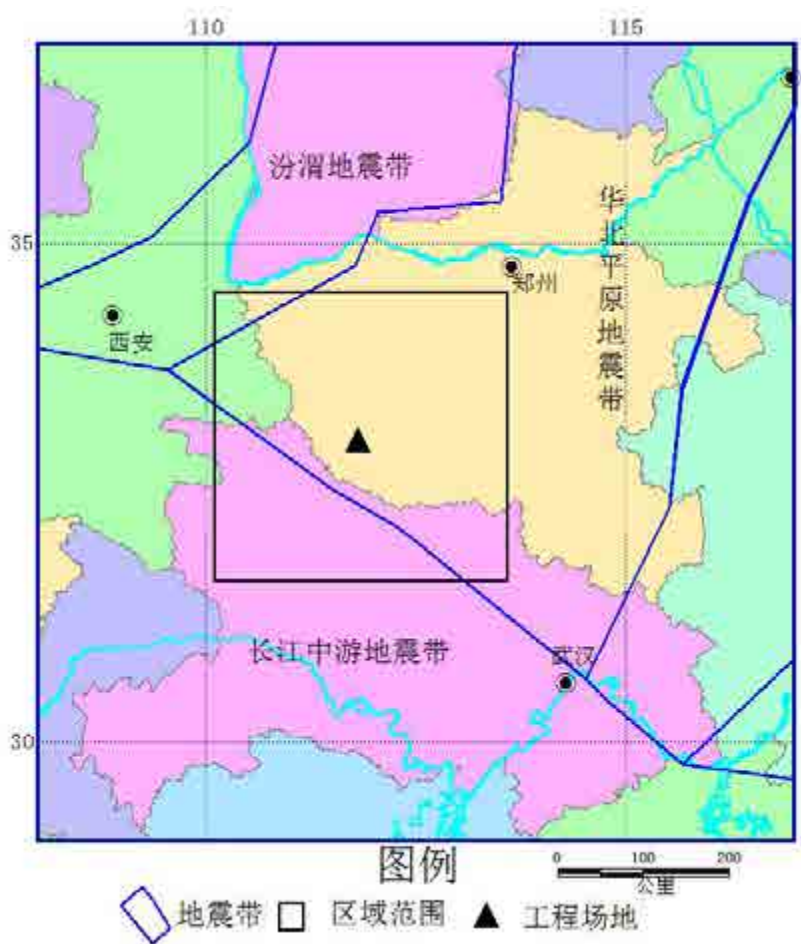 110 115
汾渭地震带
华北平原地震带
35
郑州
西安
长江中游地震带
武汉
30
图例
0 100 200
公里
地震带 区域范围 工程场地